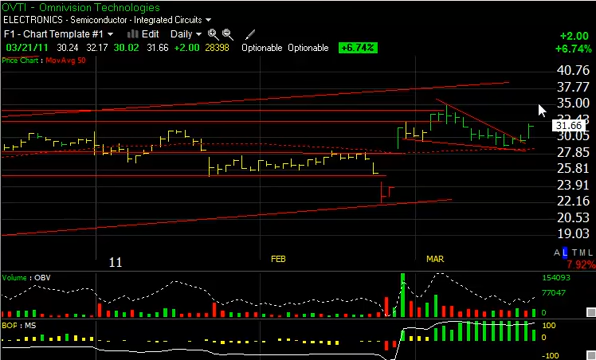 OVTI - Omnivision Technologies
ELECTRONICS - Semiconductor - Integrated Circuits
F1 - Chart Template #1 Edit Daily
+2.00
03/21/11 30.24 32.17 30.02 31.66 +2.00 28398 Optionable Optionable +6.74%
+6.74%
Price Chart : MovAvg 50
40.76
37.77
35.00
32.43
31.66
30.05
27.85
25.81
23.91
22.16
20.53
19.03
A L T M L
11 FEB MAR
7.92%
Volume : OBV
154093
77047
0
BOP : MS
100
0
-100